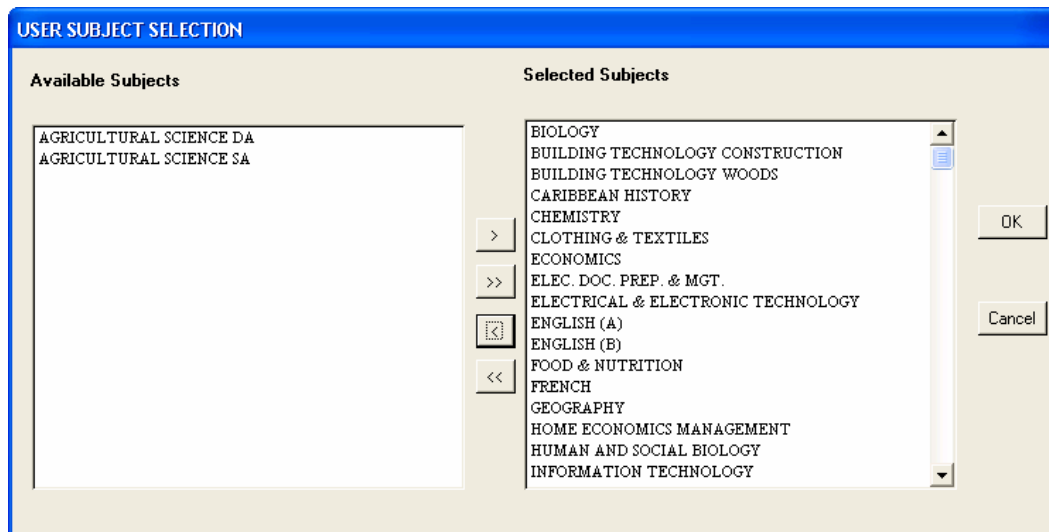 USER SUBJECT SELECTION
Available Subjects
AGRICULTURAL SCIENCE DA
AGRICULTURAL SCIENCE SA
>
>>
<
<<
Selected Subjects
BIOLOGY
BUILDING TECHNOLOGY CONSTRUCTION
BUILDING TECHNOLOGY WOODS
CARIBBEAN HISTORY
CHEMISTRY
CLOTHING & TEXTILES
ECONOMICS
ELEC. DOC. PREP. & MGT.
ELECTRICAL & ELECTRONIC TECHNOLOGY
ENGLISH (A)
ENGLISH (B)
FOOD & NUTRITION
FRENCH
GEOGRAPHY
HOME ECONOMICS MANAGEMENT
HUMAN AND SOCIAL BIOLOGY
INFORMATION TECHNOLOGY
OK
Cancel